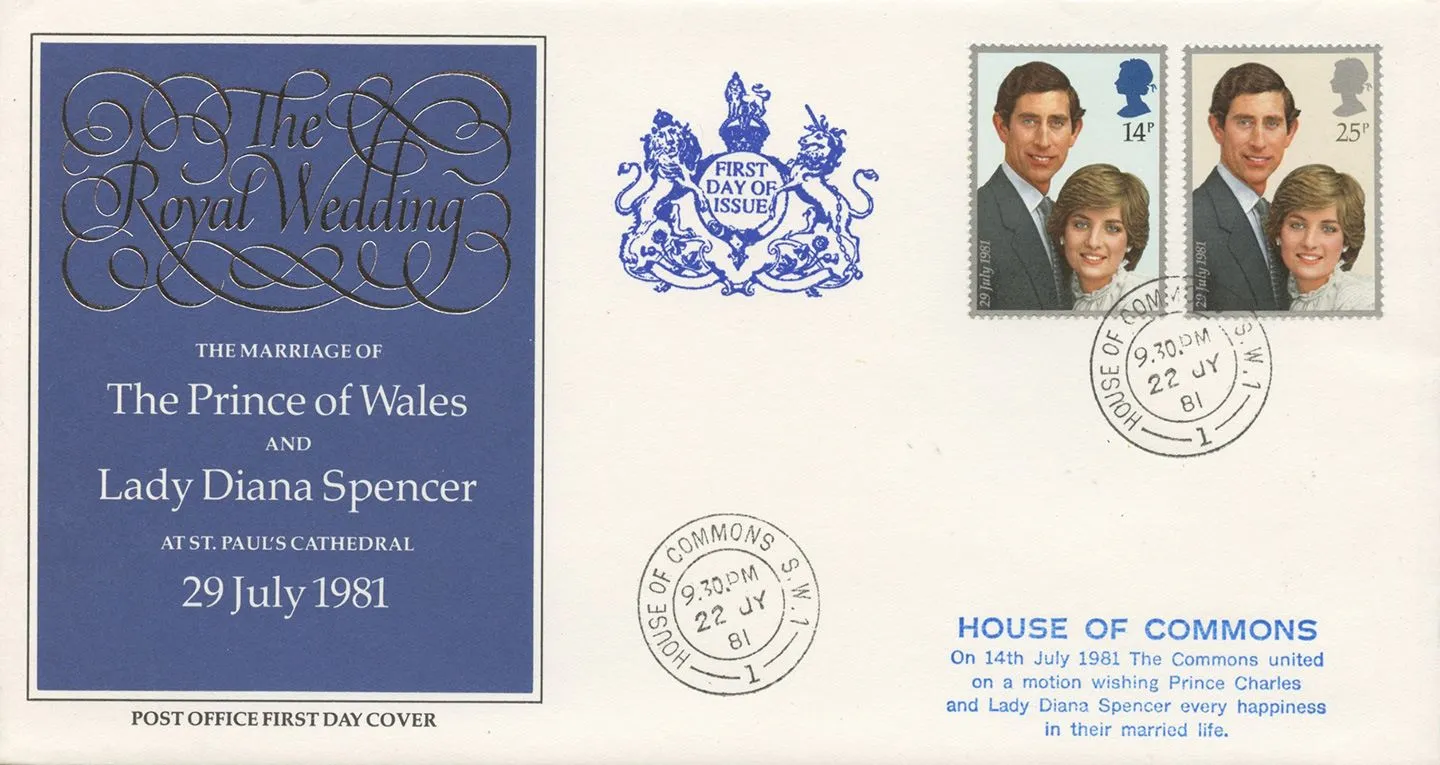 The
Royal Wedding
THE MARRIAGE OF
The Prince of Wales
AND
Lady Diana Spencer
AT ST. PAUL'S CATHEDRAL
29 July 1981
POST OFFICE FIRST DAY COVER
FIRST
DAY OF
ISSUE
14P
29 July 1981
25P
29 July 1981
HOUSE OF COMMONS S.W.1
9.30.PM
22 JY
81
1
HOUSE OF COMMONS S.W.1
9.30.PM
22 JY
81
1
HOUSE OF COMMONS
On 14th July 1981 The Commons united
on a motion wishing Prince Charles
and Lady Diana Spencer every happiness
in their married life.